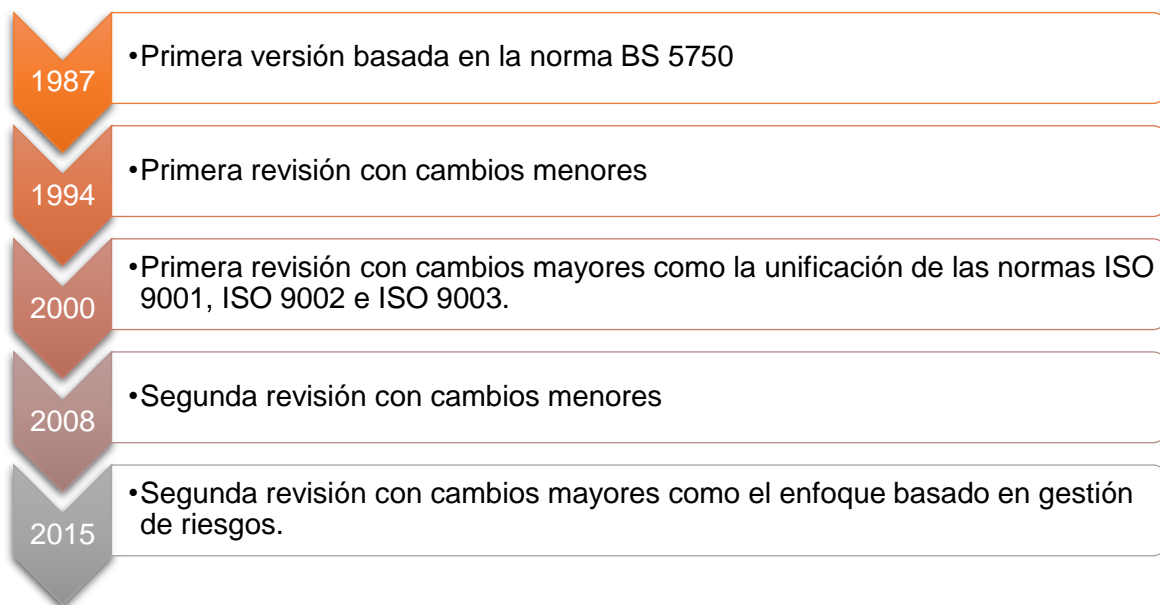 1987
•Primera versión basada en la norma BS 5750
1994
•Primera revisión con cambios menores
2000
•Primera revisión con cambios mayores como la unificación de las normas ISO
9001, ISO 9002 e ISO 9003.
2008
•Segunda revisión con cambios menores
2015
•Segunda revisión con cambios mayores como el enfoque basado en gestión
de riesgos.